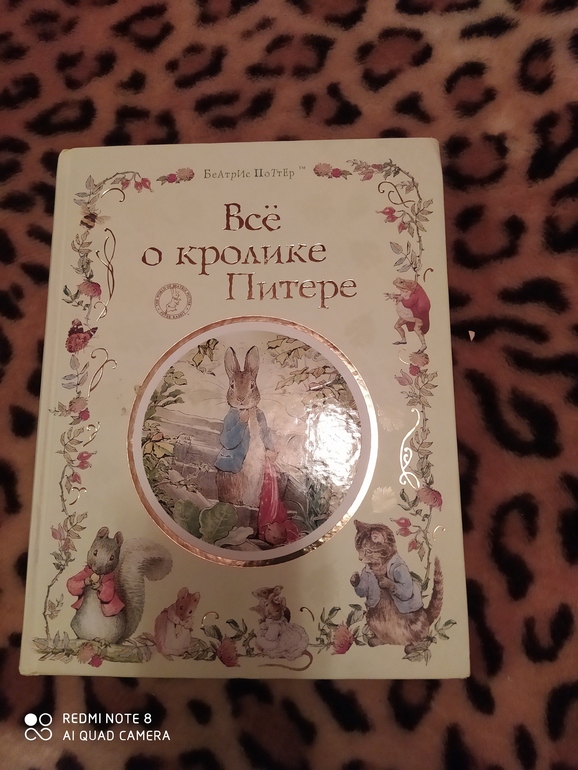 Беатрис Поттер™
Всё
о кролике
Питере
REDMI NOTE 8
AI QUAD CAMERA